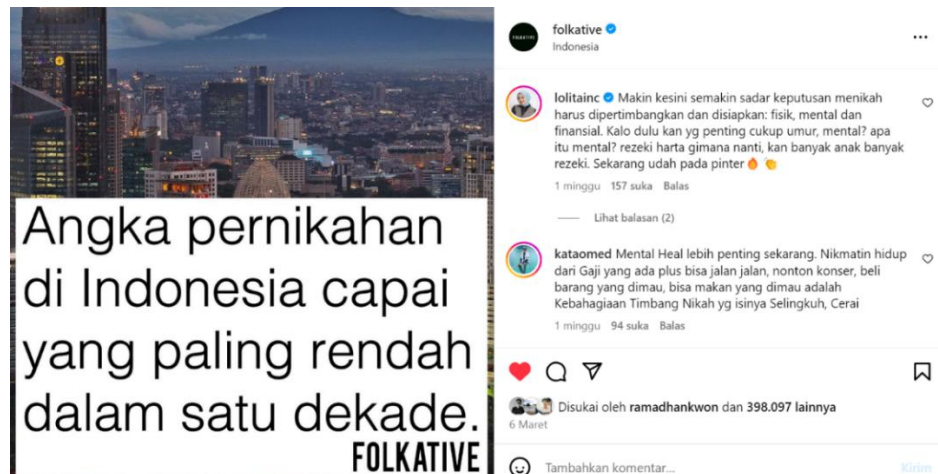 Angka pernikahan
di Indonesia capai
yang paling rendah
dalam satu dekade.
FOLKATIVE
folkative
Indonesia
lolitainc Makin kesini semakin sadar keputusan menikah
harus dipertimbangkan dan disiapkan: fisik, mental dan
finansial. Kalo dulu kan yg penting cukup umur, mental? apa
itu mental? rezeki harta gimana nanti, kan banyak anak banyak
rezeki. Sekarang udah pada pinter🔥 👏
1 minggu 157 suka Balas
Lihat balasan (2)
kataomed Mental Heal lebih penting sekarang. Nikmatin hidup
dari Gaji yang ada plus bisa jalan jalan, nonton konser, beli
barang yang dimau, bisa makan yang dimau adalah
Kebahagiaan Timbang Nikah yg isinya Selingkuh, Cerai
1 minggu 94 suka Balas
Disukai oleh ramadhankwon dan 398.097 lainnya
6 Maret
Tambahkan komentar...
Kirim